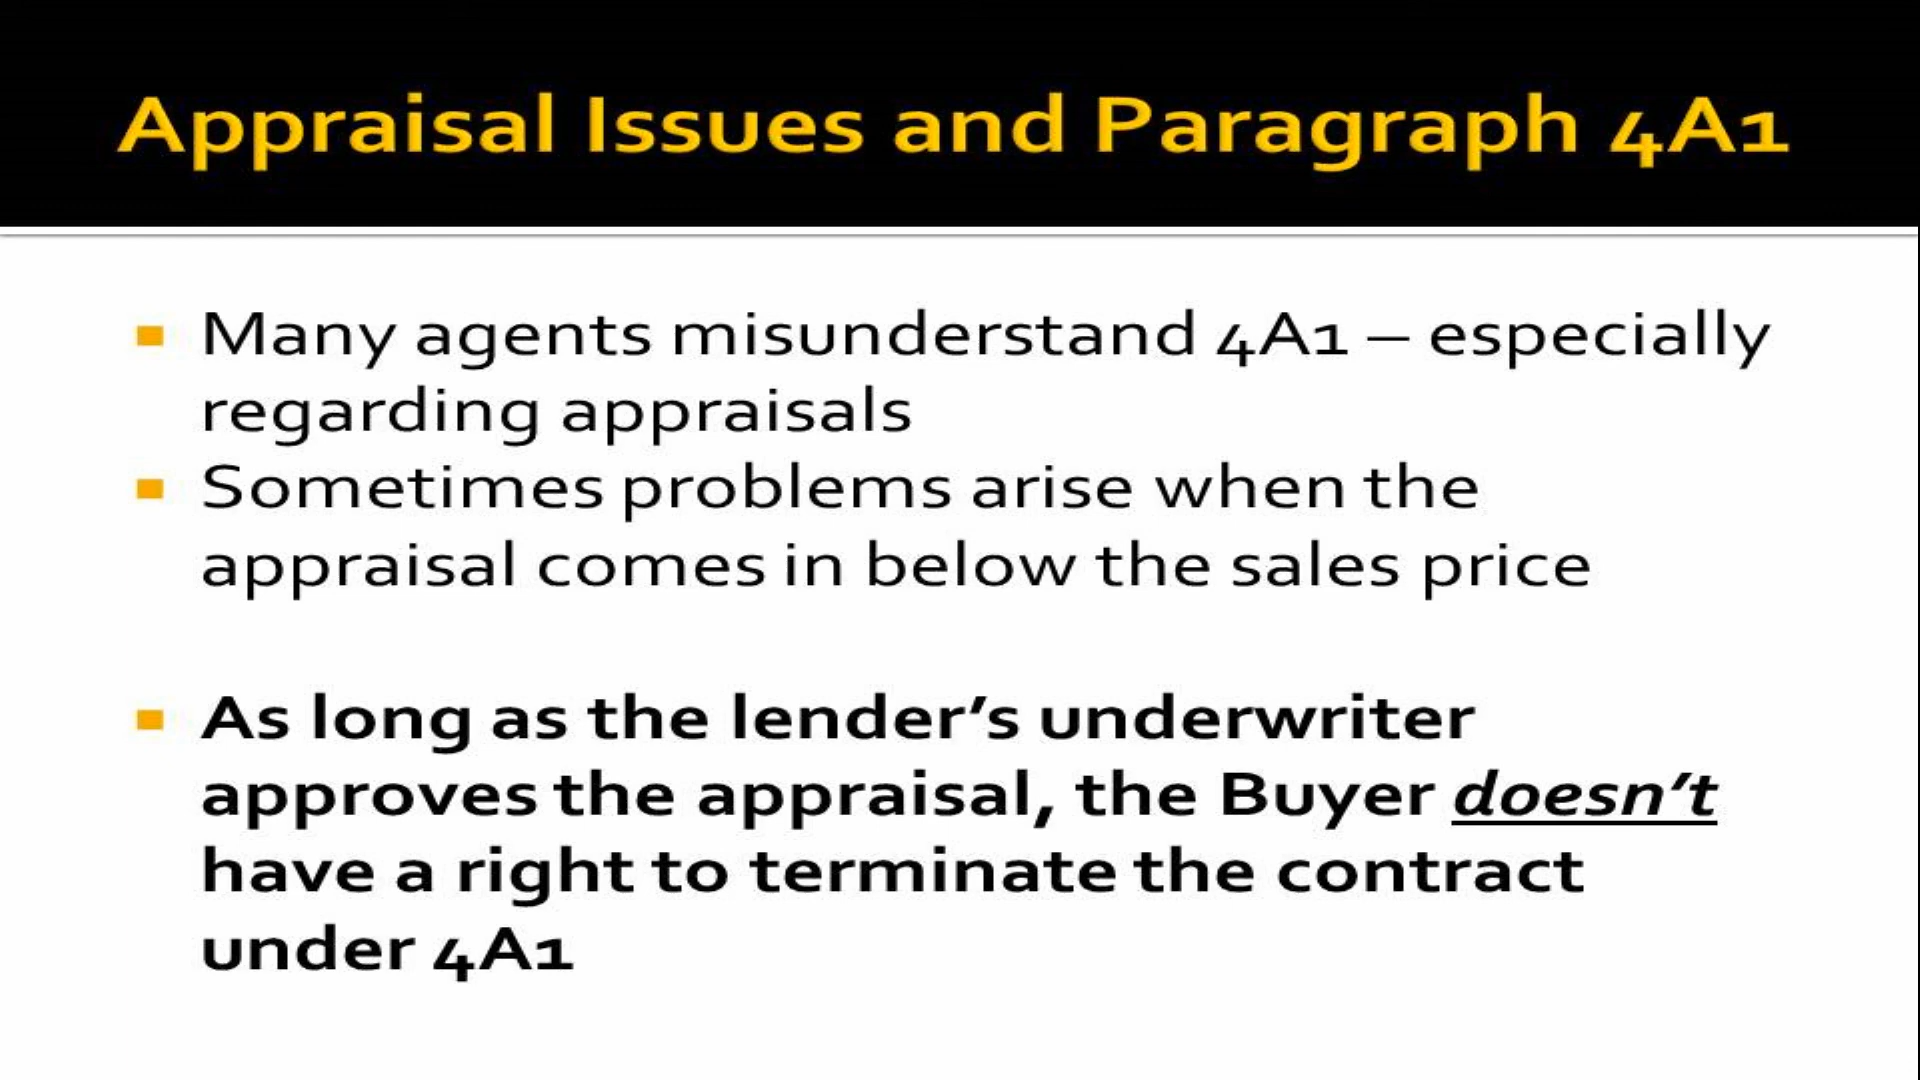 Appraisal Issues and Paragraph 4A1
Many agents misunderstand 4A1 – especially
regarding appraisals
Sometimes problems arise when the
appraisal comes in below the sales price
As long as the lender’s underwriter
approves the appraisal, the Buyer doesn’t
have a right to terminate the contract
under 4A1